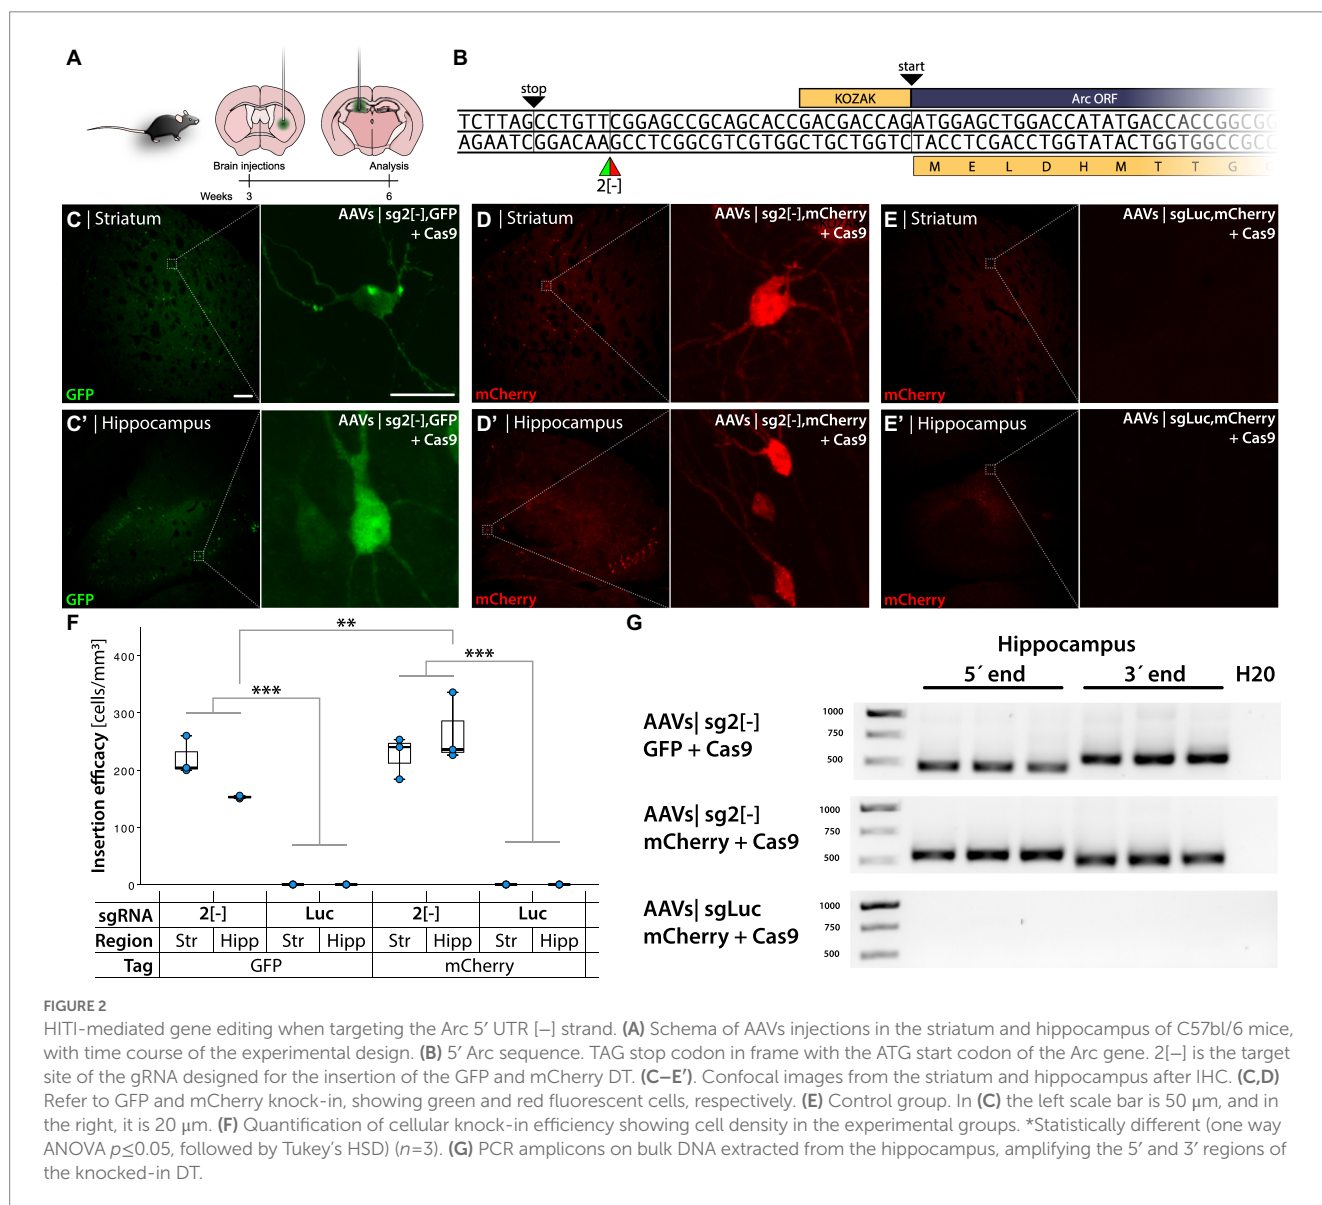 A
Brain injections
Analysis
Weeks
3
6
B
stop
start
KOZAK
Arc ORF
TCTTAGCCTGTTCGGAGCCGCAGCACCGACGACCAGATGGAGCTGGACCATATGACCACCGGCGG
AGAATCGGACAAGCCTCGGCGTCGTGGCTGCTGGTCTACCTCGACCTGGTATACTGGTGGCCGCC
M E L D H M T T G
2[-]
C | Striatum
AAVs | sg2[-],GFP
+ Cas9
GFP
D | Striatum
AAVs | sg2[-],mCherry
+ Cas9
mCherry
E | Striatum
AAVs | sgLuc,mCherry
+ Cas9
mCherry
C' | Hippocampus
AAVs | sg2[-],GFP
+ Cas9
GFP
D' | Hippocampus
AAVs | sg2[-],mCherry
+ Cas9
mCherry
E' | Hippocampus
AAVs | sgLuc,mCherry
+ Cas9
mCherry
F
Insertion efficacy [cells/mm³]
400
300
200
100
0
**
***
***
sgRNA 2[-] Luc 2[-] Luc
Region Str Hipp Str Hipp Str Hipp Str Hipp
Tag GFP mCherry
G
Hippocampus
5´ end 3´ end H20
AAVs| sg2[-]
GFP + Cas9
1000
750
500
AAVs| sg2[-]
mCherry + Cas9
1000
750
500
AAVs| sgLuc
mCherry + Cas9
1000
750
500
FIGURE 2
HITI-mediated gene editing when targeting the Arc 5′ UTR [−] strand. (A) Schema of AAVs injections in the striatum and hippocampus of C57bl/6 mice,
with time course of the experimental design. (B) 5′ Arc sequence. TAG stop codon in frame with the ATG start codon of the Arc gene. 2[−] is the target
site of the gRNA designed for the insertion of the GFP and mCherry DT. (C–E′). Confocal images from the striatum and hippocampus after IHC. (C,D)
Refer to GFP and mCherry knock-in, showing green and red fluorescent cells, respectively. (E) Control group. In (C) the left scale bar is 50 μm, and in
the right, it is 20 μm. (F) Quantification of cellular knock-in efficiency showing cell density in the experimental groups. *Statistically different (one way
ANOVA p≤0.05, followed by Tukey's HSD) (n=3). (G) PCR amplicons on bulk DNA extracted from the hippocampus, amplifying the 5′ and 3′ regions of
the knocked-in DT.